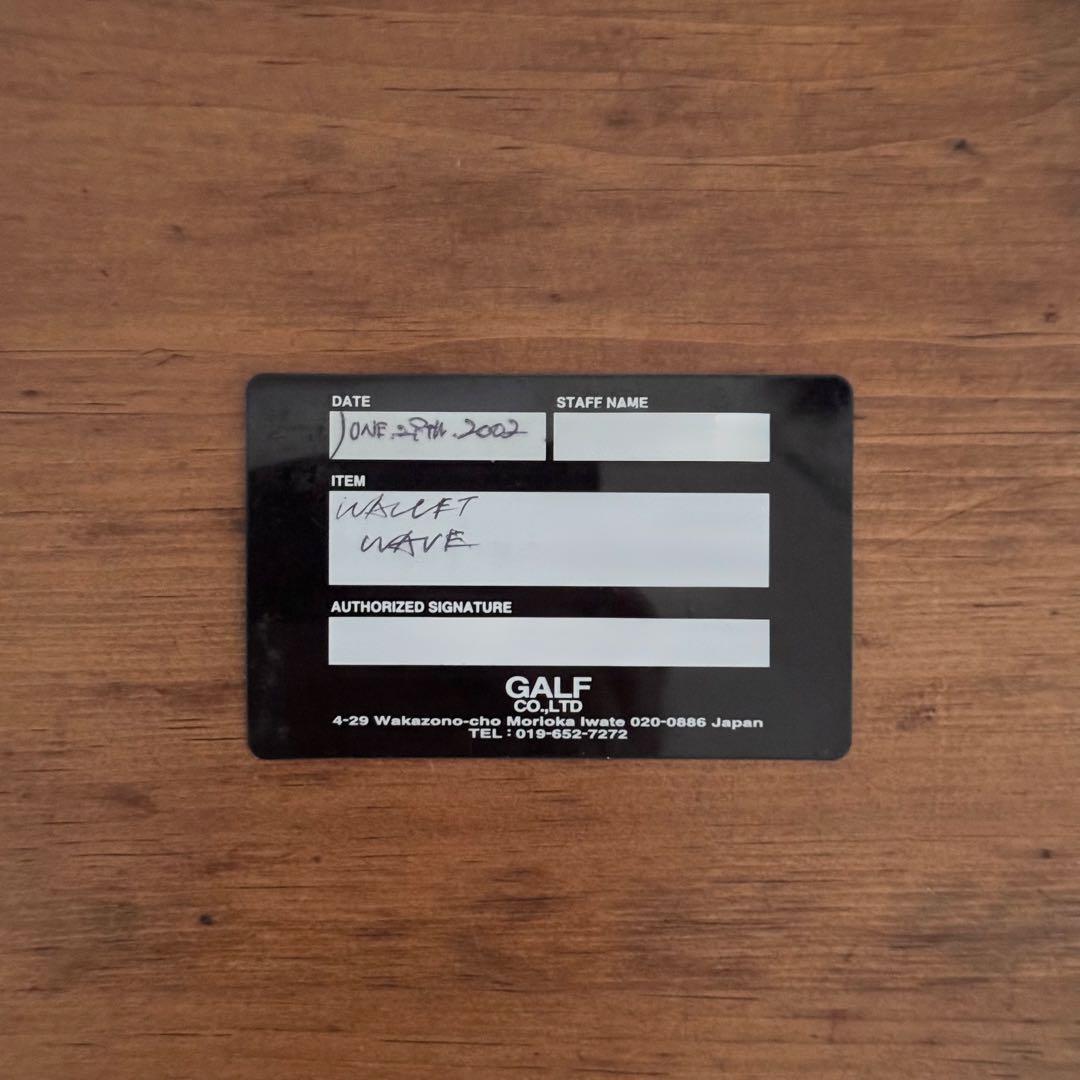 DATE
STAFF NAME
JONE.29TH.2002
ITEM
WALLET
WAVE
AUTHORIZED SIGNATURE
GALF
CO.,LTD
4-29 Wakazono-cho Morioka Iwate 020-0886 Japan
TEL : 019-652-7272